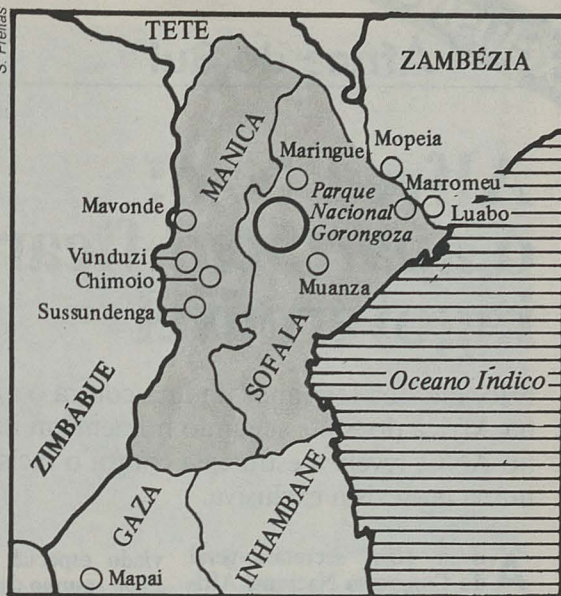 S. Freitas
TETE
ZAMBÉZIA
MANICA
Maringue
Mopeia
Parque
Nacional
Gorongoza
Marromeu
Luabo
Mavonde
Vunduzi
Chimoio
Muanza
Sussundenga
SOFALA
Oceano Índico
ZIMBÁBUE
GAZA
INHAMBANE
Mapai